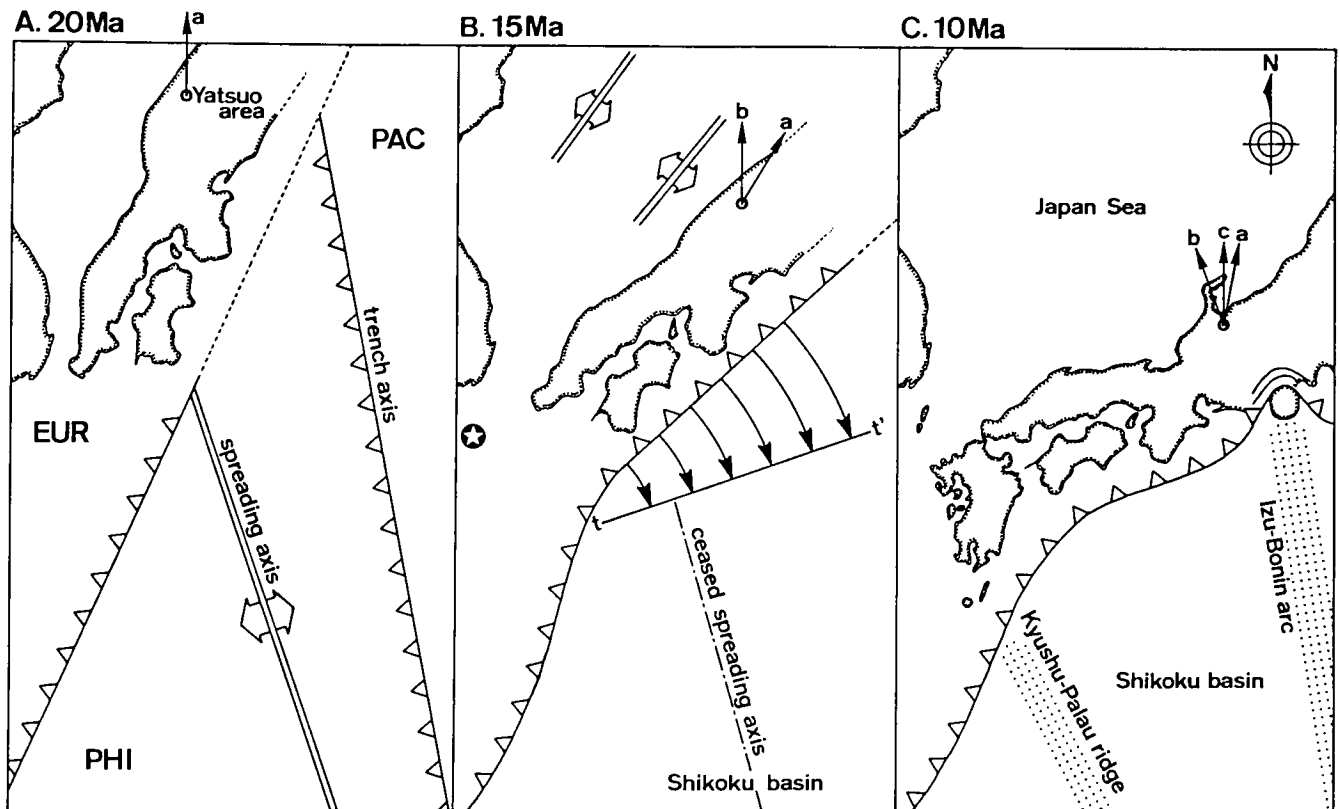 A. 20Ma
a
Yatsuo
area
PAC
trench axis
EUR
spreading axis
PHI
B. 15Ma
b
a
t'
t
ceased spreading axis
Shikoku basin
C. 10Ma
N
Japan Sea
b
c
a
Izu-Bonin arc
Kyushu-Palau ridge
Shikoku basin